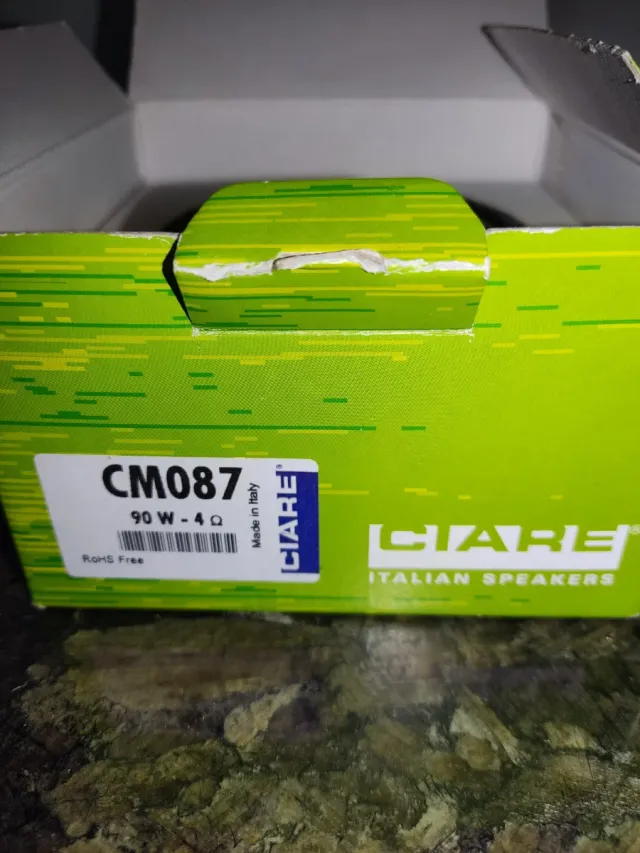 CM087
90 W - 4 Ω
RoHS Free
Made in Italy
CIARE®
CIARE®
ITALIAN SPEAKERS